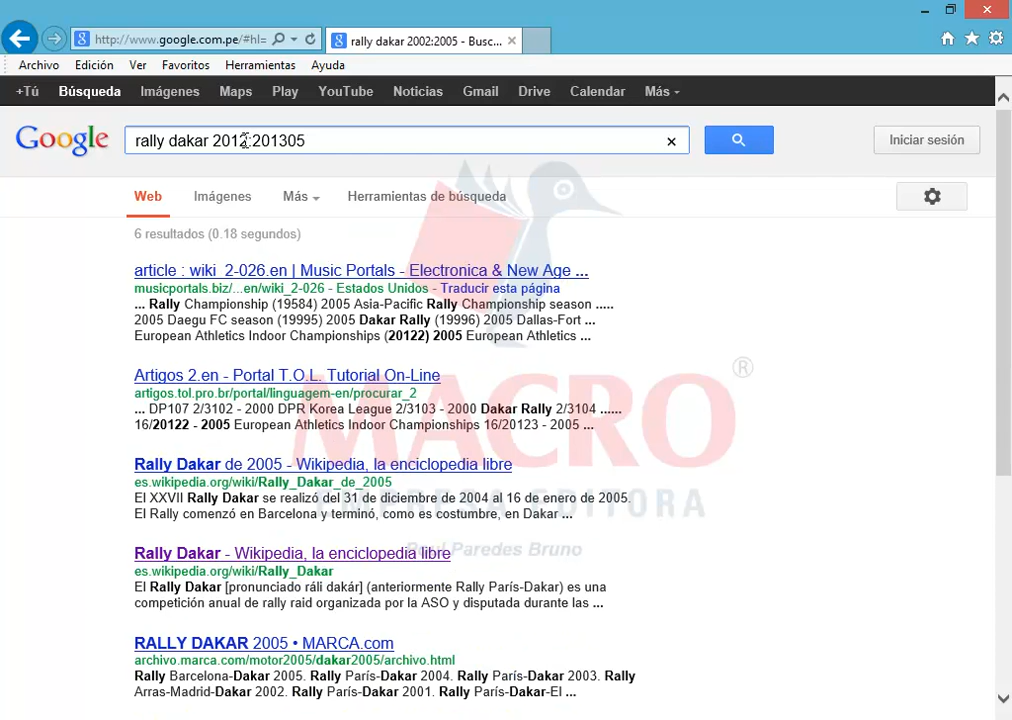 http://www.google.com.pe/#hl=
rally dakar 2002:2005 - Busc...
Archivo Edición Ver Favoritos Herramientas Ayuda
+Tú Búsqueda Imágenes Maps Play YouTube Noticias Gmail Drive Calendar Más
Google rally dakar 2012:201305 Iniciar sesión
Web Imágenes Más Herramientas de búsqueda
6 resultados (0.18 segundos)
article : wiki_2-026.en | Music Portals - Electronica & New Age ...
musicportals.biz/...en/wiki_2-026 - Estados Unidos - Traducir esta página
... Rally Championship (19584) 2005 Asia-Pacific Rally Championship season .....
2005 Daegu FC season (19995) 2005 Dakar Rally (19996) 2005 Dallas-Fort ...
European Athletics Indoor Championships (20122) 2005 European Athletics ...
Artigos 2.en - Portal T.O.L. Tutorial On-Line
artigos.tol.pro.br/portal/linguagem-en/procurar_2
... DP107 2/3102 - 2000 DPR Korea League 2/3103 - 2000 Dakar Rally 2/3104 ......
16/20122 - 2005 European Athletics Indoor Championships 16/20123 - 2005 ...
Rally Dakar de 2005 - Wikipedia, la enciclopedia libre
es.wikipedia.org/wiki/Rally_Dakar_de_2005
El XXVII Rally Dakar se realizó del 31 de diciembre de 2004 al 16 de enero de 2005.
El Rally comenzó en Barcelona y terminó, como es costumbre, en Dakar ...
Rally Dakar - Wikipedia, la enciclopedia libre
es.wikipedia.org/wiki/Rally_Dakar
El Rally Dakar [pronunciado ráli dakár] (anteriormente Rally París-Dakar) es una
competición anual de rally raid organizada por la ASO y disputada durante las ...
RALLY DAKAR 2005 • MARCA.com
archivo.marca.com/motor2005/dakar2005/archivo.html
Rally Barcelona-Dakar 2005. Rally París-Dakar 2004. Rally París-Dakar 2003. Rally
Arras-Madrid-Dakar 2002. Rally París-Dakar 2001. Rally París-Dakar-El ...
MACRO ®
EMPRESA EDITORA
Paredes Bruno